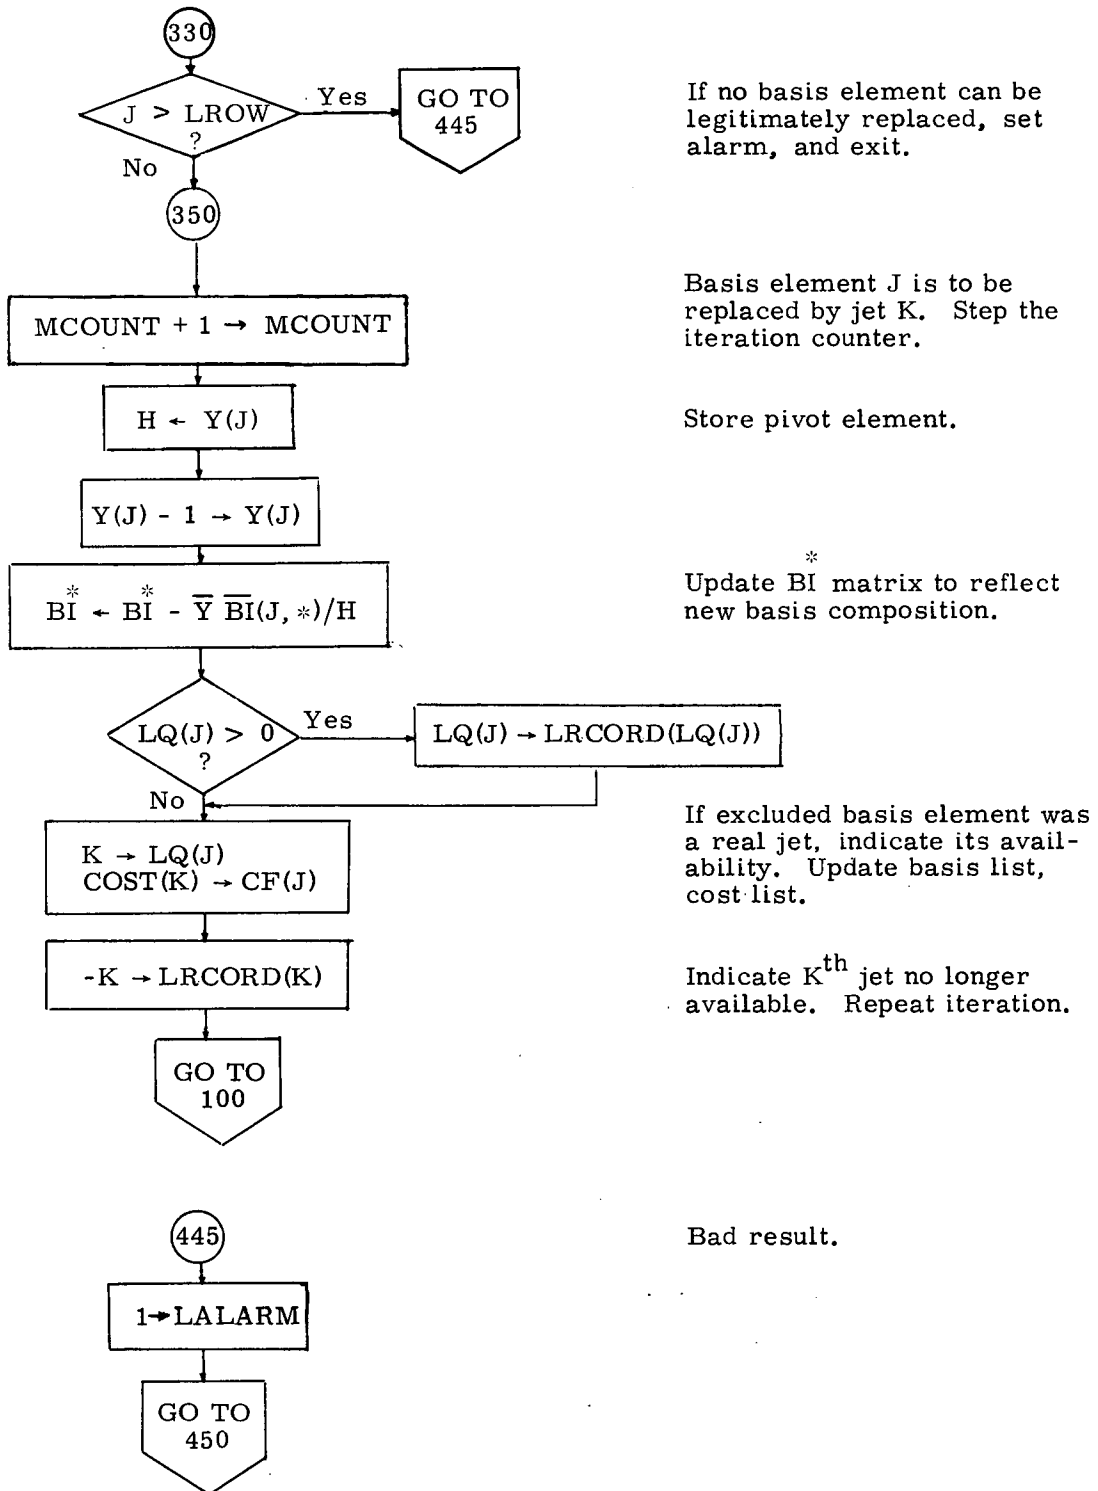 330
J > LROW
?
Yes
GO TO
445
If no basis element can be
legitimately replaced, set
alarm, and exit.
No
350
MCOUNT + 1 → MCOUNT
Basis element J is to be
replaced by jet K. Step the
iteration counter.
H ← Y(J)
Store pivot element.
Y(J) - 1 → Y(J)
B̽I ← B̽I - Y̅ B̅I̅(J, *)/H
Update B̽I matrix to reflect
new basis composition.
LQ(J) > 0
?
Yes
LQ(J) → LRCORD(LQ(J))
No
K → LQ(J)
COST(K) → CF(J)
If excluded basis element was
a real jet, indicate its avail-
ability. Update basis list,
cost list.
-K → LRCORD(K)
Indicate Kth jet no longer
available. Repeat iteration.
GO TO
100
445
Bad result.
1→LALARM
GO TO
450